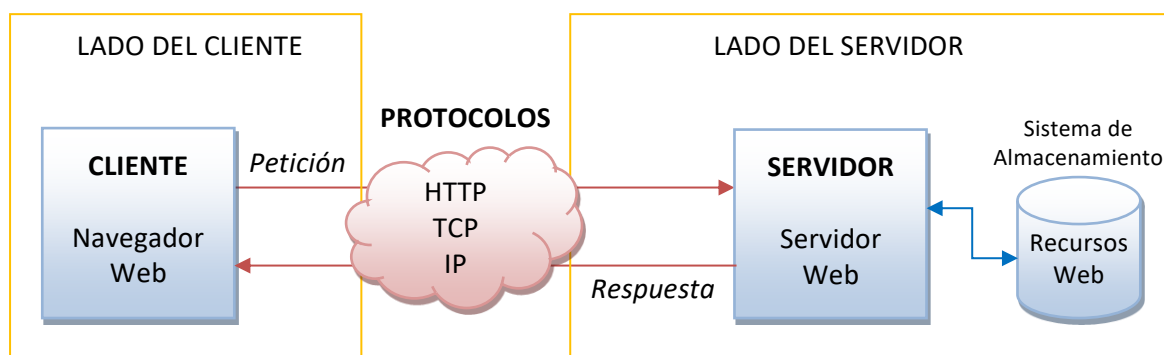 LADO DEL CLIENTE
LADO DEL SERVIDOR
PROTOCOLOS
CLIENTE
Navegador
Web
Petición
HTTP
TCP
IP
Respuesta
SERVIDOR
Servidor
Web
Sistema de
Almacenamiento
Recursos
Web